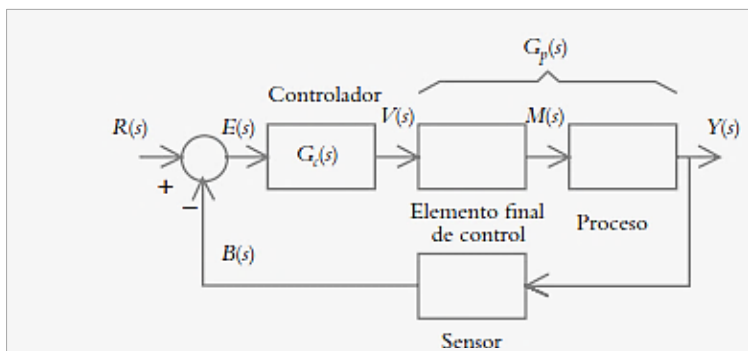 G_p(s)
Controlador
R(s)
E(s)
V(s)
M(s)
Y(s)
G_c(s)
+
−
Elemento final
de control
Proceso
B(s)
Sensor